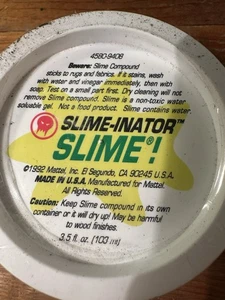 4580-9408
Beware: Slime Compound
sticks to rugs and fabrics. If it stains, wash
with water and vinegar immediately, then with
soap. Test on a small part first. Dry cleaning will not
remove Slime compound. Slime is a non-toxic water
soluable gel. Not a food product. Slime contains water.
SLIME-INATOR™
SLIME®!
©1992 Mattel, Inc. El Segundo, CA 90245 U.S.A.
MADE IN U.S.A. Manufactured for Mattel.
All Rights Reserved.
Caution: Keep Slime compound in its own
container or it will dry up! May be harmful
to wood finishes.
3.5 fl. oz. (103 ml)